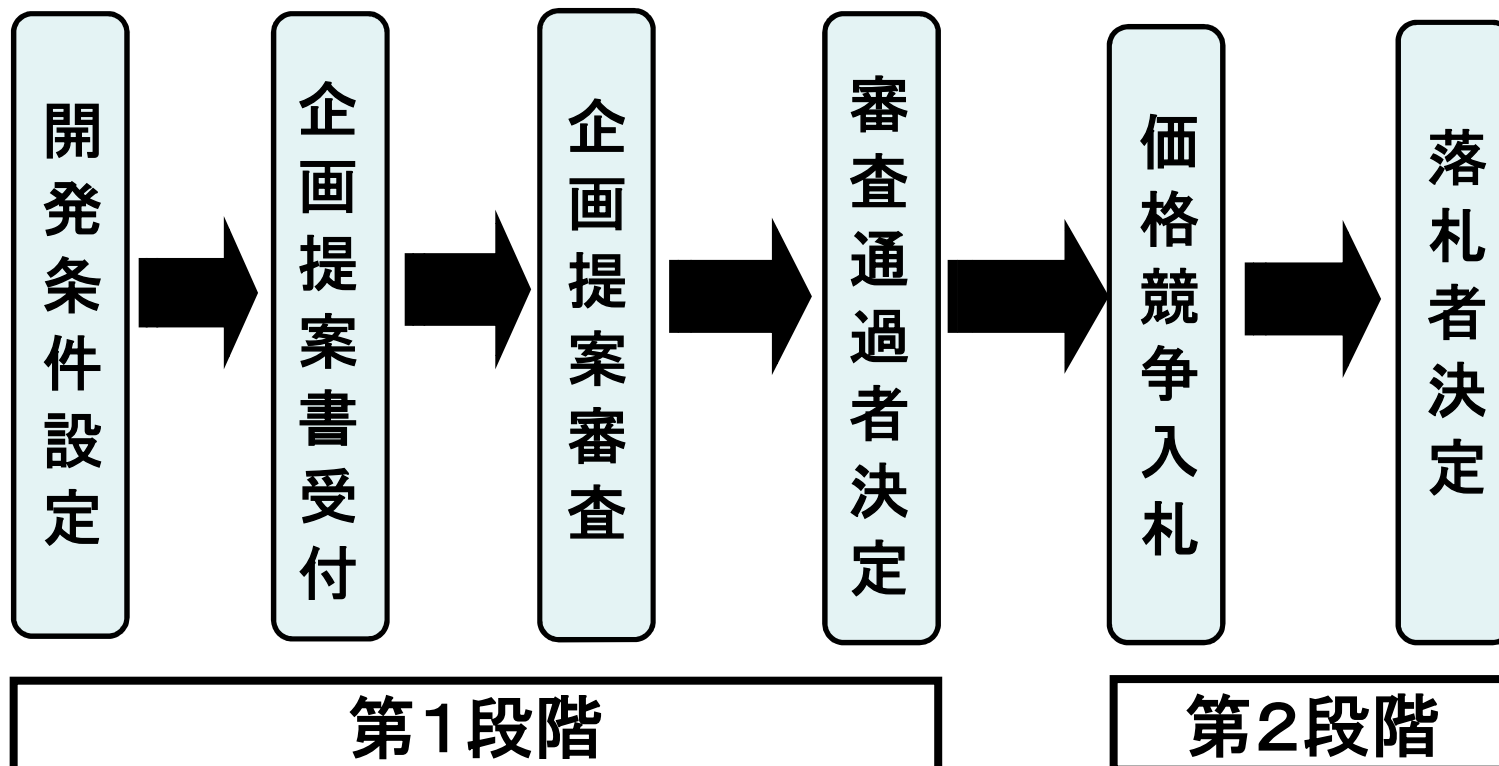 開発条件設定
企画提案書受付
企画提案審査
審査通過者決定
価格競争入札
落札者決定
第1段階
第2段階